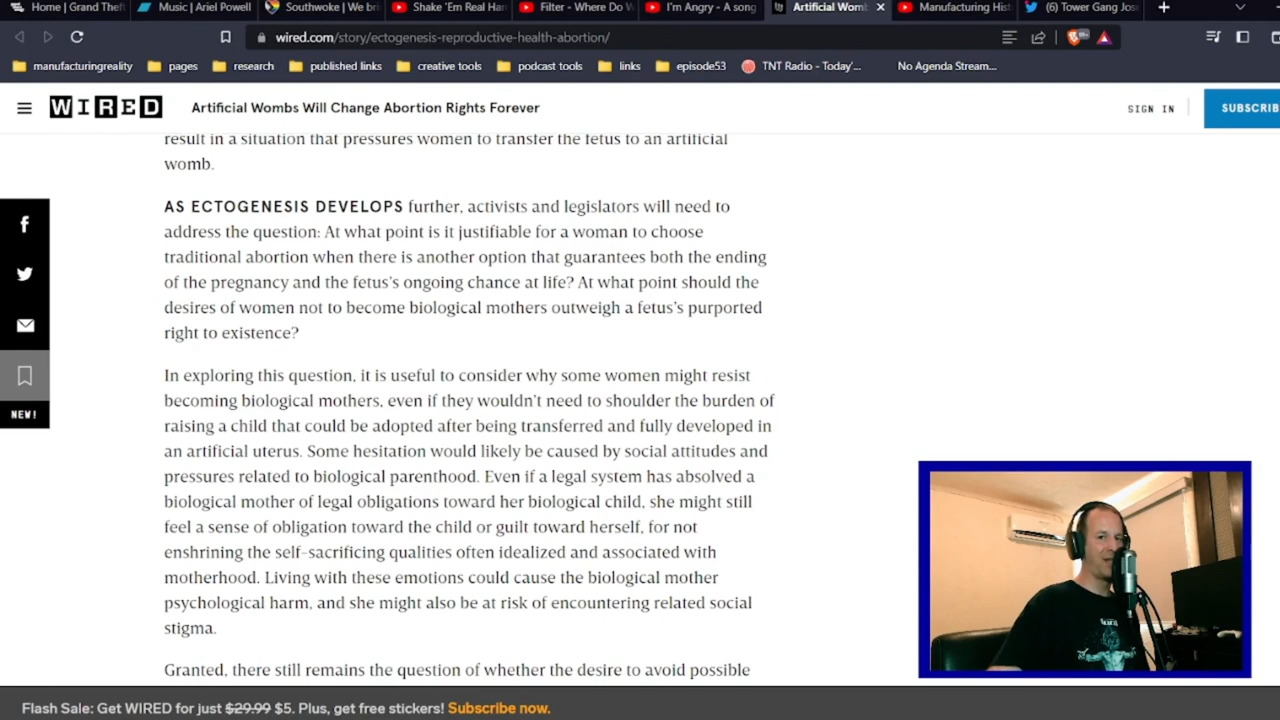 Home | Grand Theft
Music | Ariel Powell
Southwoke | We bri
Shake 'Em Real Har
Filter - Where Do W
I'm Angry - A song
Artificial Womb
Manufacturing Hist
(6) Tower Gang Jos
wired.com/story/ectogenesis-reproductive-health-abortion/
99+
manufacturingreality
pages
research
published links
creative tools
podcast tools
links
episode53
TNT Radio - Today'...
No Agenda Stream...
WIRED
Artificial Wombs Will Change Abortion Rights Forever
SIGN IN
SUBSCRIB
result in a situation that pressures women to transfer the fetus to an artificial
womb.
AS ECTOGENESIS DEVELOPS further, activists and legislators will need to
address the question: At what point is it justifiable for a woman to choose
traditional abortion when there is another option that guarantees both the ending
of the pregnancy and the fetus's ongoing chance at life? At what point should the
desires of women not to become biological mothers outweigh a fetus's purported
right to existence?
NEW!
In exploring this question, it is useful to consider why some women might resist
becoming biological mothers, even if they wouldn't need to shoulder the burden of
raising a child that could be adopted after being transferred and fully developed in
an artificial uterus. Some hesitation would likely be caused by social attitudes and
pressures related to biological parenthood. Even if a legal system has absolved a
biological mother of legal obligations toward her biological child, she might still
feel a sense of obligation toward the child or guilt toward herself, for not
enshrining the self-sacrificing qualities often idealized and associated with
motherhood. Living with these emotions could cause the biological mother
psychological harm, and she might also be at risk of encountering related social
stigma.
Granted, there still remains the question of whether the desire to avoid possible
Flash Sale: Get WIRED for just $29.99 $5. Plus, get free stickers! Subscribe now.